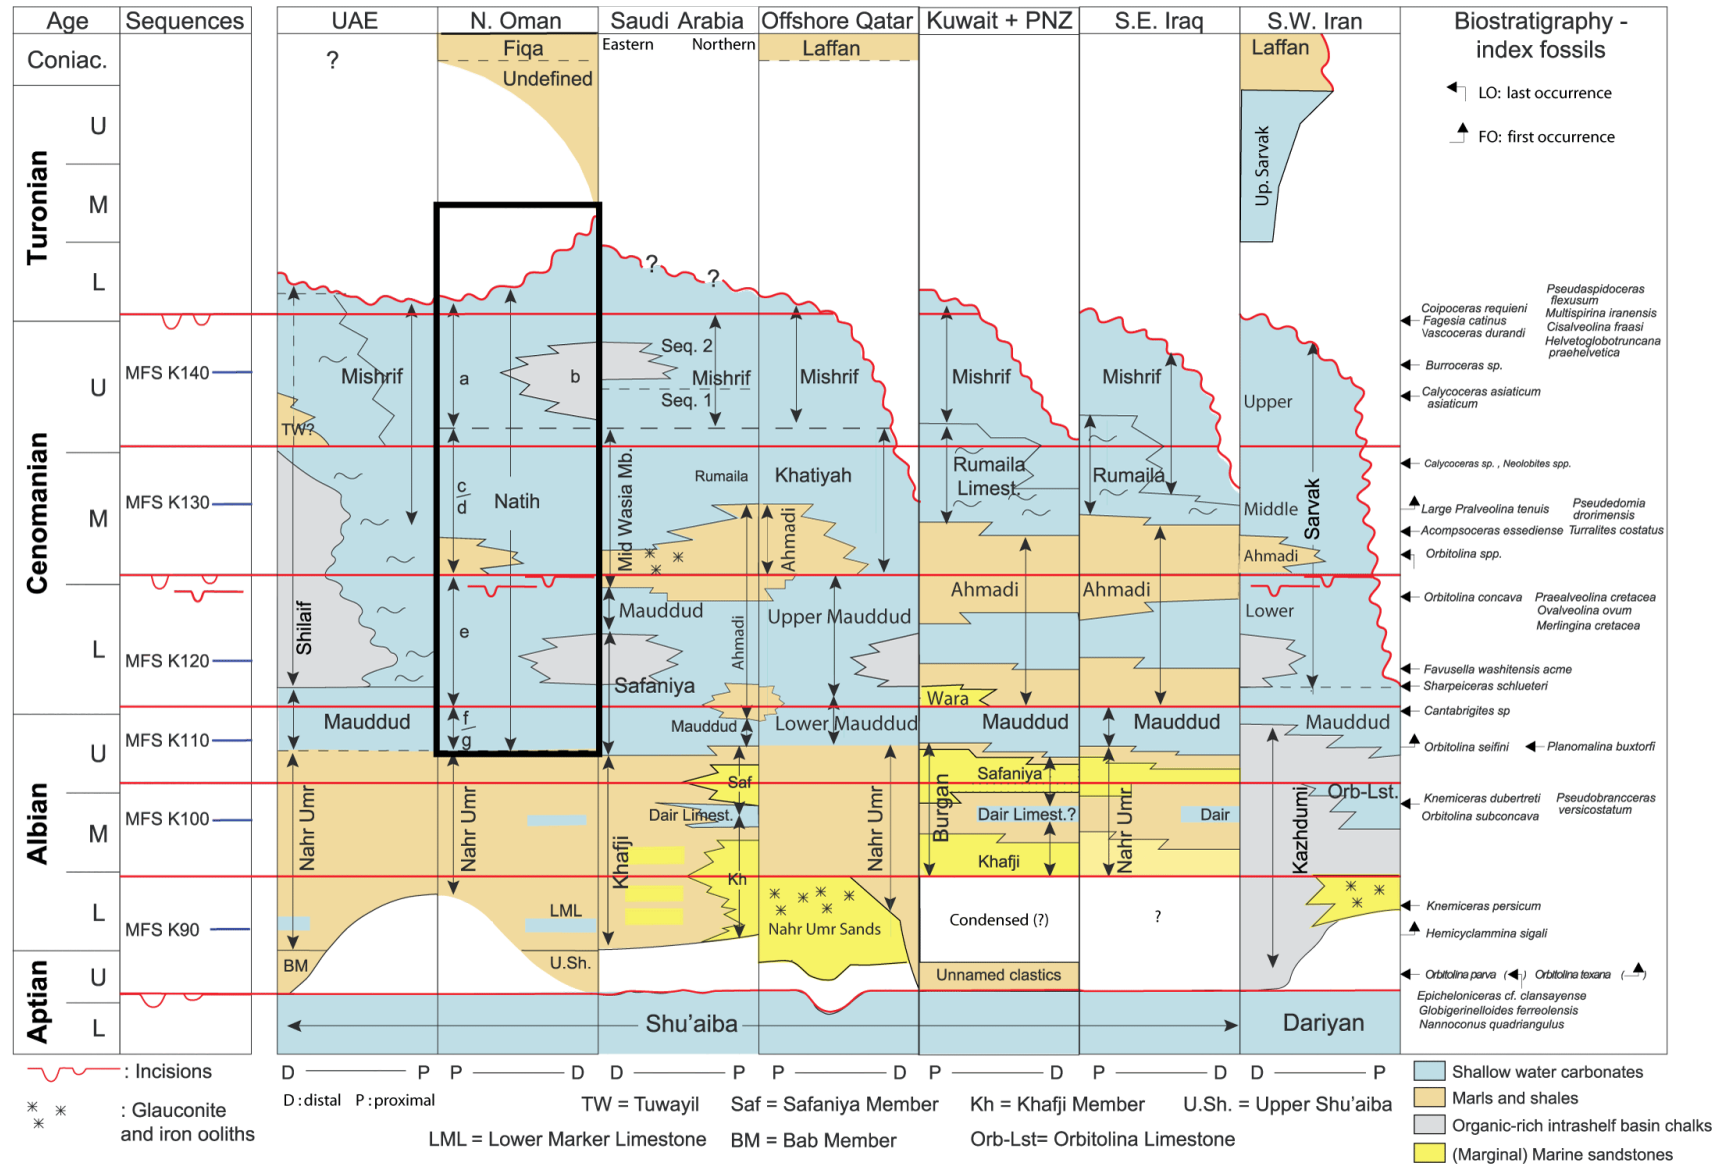 Age Sequences UAE N. Oman Saudi Arabia Offshore Qatar Kuwait + PNZ S.E. Iraq S.W. Iran Biostratigraphy -
index fossils
Eastern Northern
Coniac.
?
Fiqa
Undefined
Laffan
Laffan
LO: last occurrence
FO: first occurrence
Turonian
U
M
L
Up. Sarvak
? ?
Cenomanian
U
M
L
MFS K140
MFS K130
MFS K120
Mishrif
TW?
Shilaif
Mauddud
a
b
c
d
Natih
e
f
g
Seq. 2
Mishrif
Seq. 1
Mid Wasia Mb.
Rumaila
Mauddud
Ahmadi
Safaniya
Mauddud
Mishrif
Khatiyah
Ahmadi
Upper Mauddud
Lower Mauddud
Mishrif
Rumaila
Limest.
Ahmadi
Wara
Mauddud
Mishrif
Rumaila
Ahmadi
Mauddud
Upper
Middle
Sarvak
Ahmadi
Lower
Mauddud
Albian
U
M
L
MFS K110
MFS K100
MFS K90
Nahr Umr
BM
Nahr Umr
LML
U.Sh.
Khafji
Saf
Dair Limest.
Kh
Nahr Umr
Nahr Umr Sands
Burgan
Safaniya
Dair Limest.?
Khafji
Condensed (?)
Unnamed clastics
Nahr Umr
Dair
?
Kazhdumi
Orb-Lst.
Aptian
U
L
Shu'aiba
Dariyan
Pseudaspidoceras
flexusum
Coipoceras requieni Multispirina iranensis
Fagesia catinus Cisalveolina fraasi
Vascoceras durandi Helvetoglobotruncana
praehelvetica
Burroceras sp.
Calycoceras asiaticum
asiaticum
Calycoceras sp. , Neolobites spp.
Large Pralveolina tenuis Pseudedomia
drorimensis
Acompsoceras essediense Turralites costatus
Orbitolina spp.
Orbitolina concava Praealveolina cretacea
Ovalveolina ovum
Merlingina cretacea
Favusella washitensis acme
Sharpeiceras schlueteri
Cantabrigites sp
Orbitolina seifini Planomalina buxtorfi
Knemiceras dubertreti Pseudobrancceras
versicostatum
Orbitolina subconcava
Knemiceras persicum
Hemicyclammina sigali
Orbitolina parva ( ) Orbitolina texana ( )
Epicheloniceras cf. clansayense
Globigerinelloides ferreolensis
Nannoconus quadriangulus
D P P D D P P D P D P D D P
: Incisions
D : distal P : proximal
: Glauconite
and iron ooliths
TW = Tuwayil Saf = Safaniya Member Kh = Khafji Member U.Sh. = Upper Shu'aiba
LML = Lower Marker Limestone BM = Bab Member Orb-Lst= Orbitolina Limestone
Shallow water carbonates
Marls and shales
Organic-rich intrashelf basin chalks
(Marginal) Marine sandstones